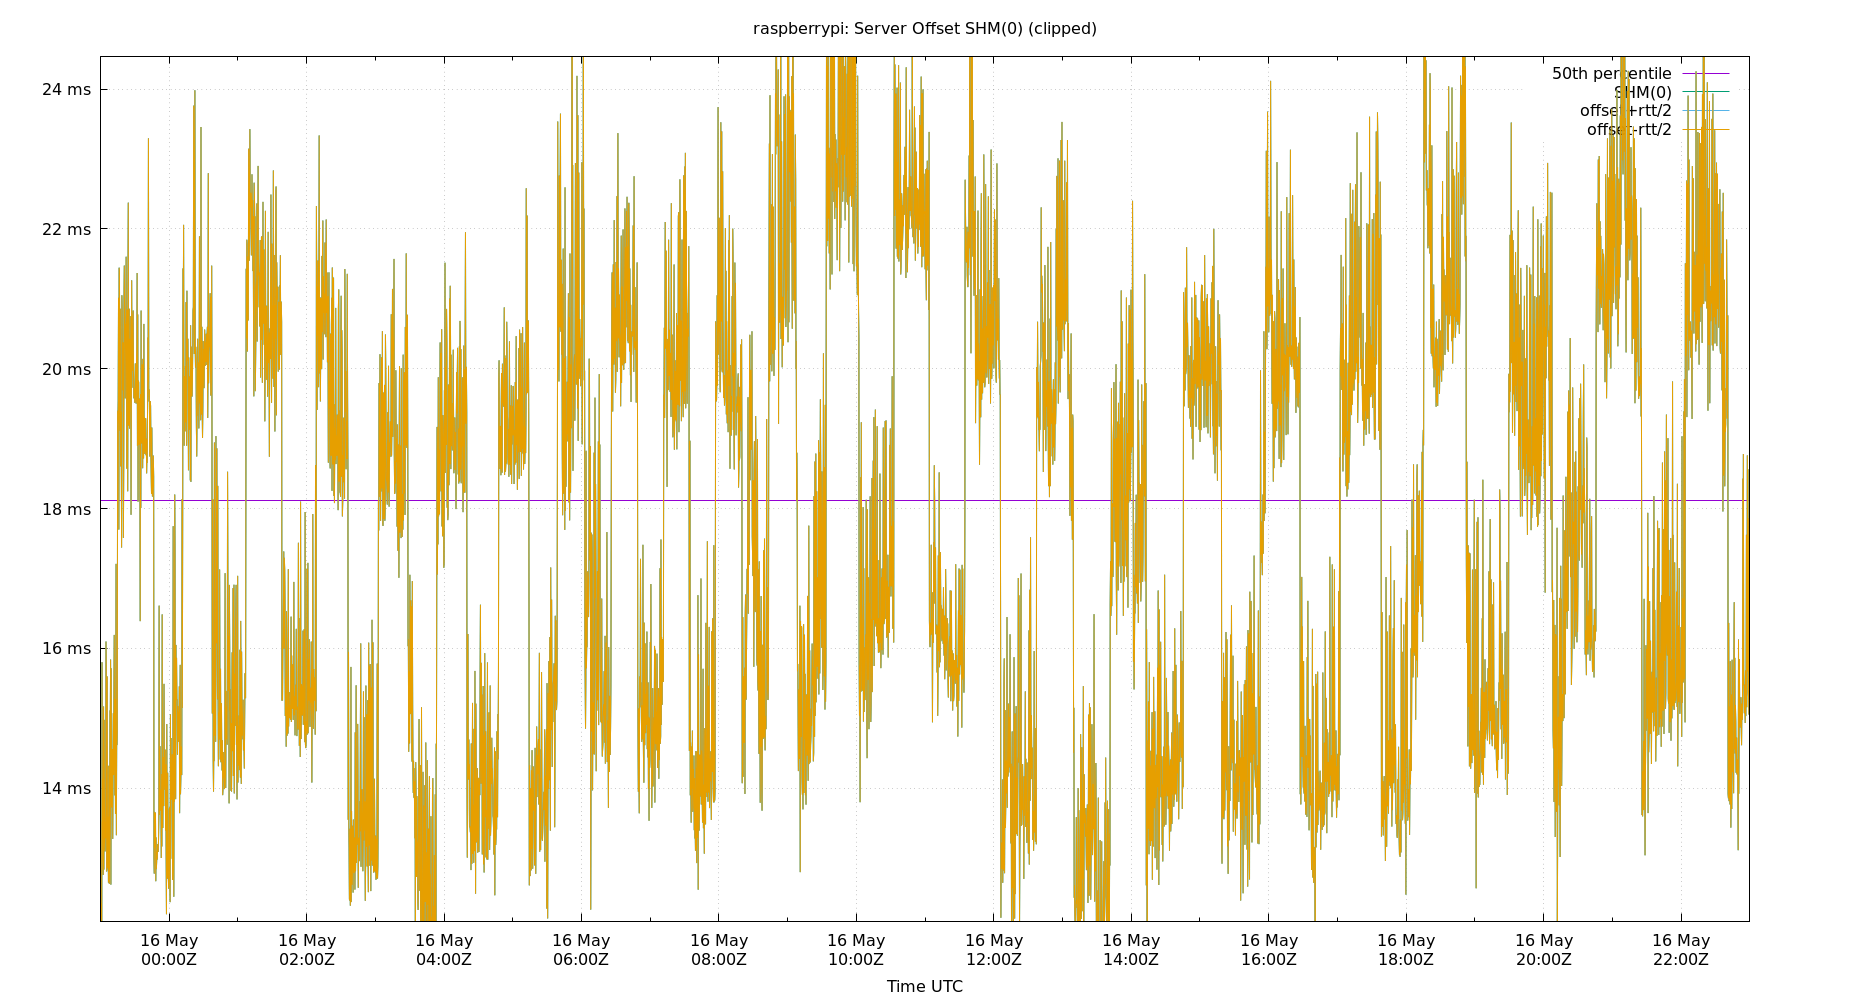 raspberrypi: Server Offset SHM(0) (clipped)
24 ms
22 ms
20 ms
18 ms
16 ms
14 ms
50th percentile
SHM(0)
offset+rtt/2
offset-rtt/2
16 May 16 May 16 May 16 May 16 May 16 May 16 May 16 May 16 May 16 May 16 May 16 May
00:00Z 02:00Z 04:00Z 06:00Z 08:00Z 10:00Z 12:00Z 14:00Z 16:00Z 18:00Z 20:00Z 22:00Z
Time UTC